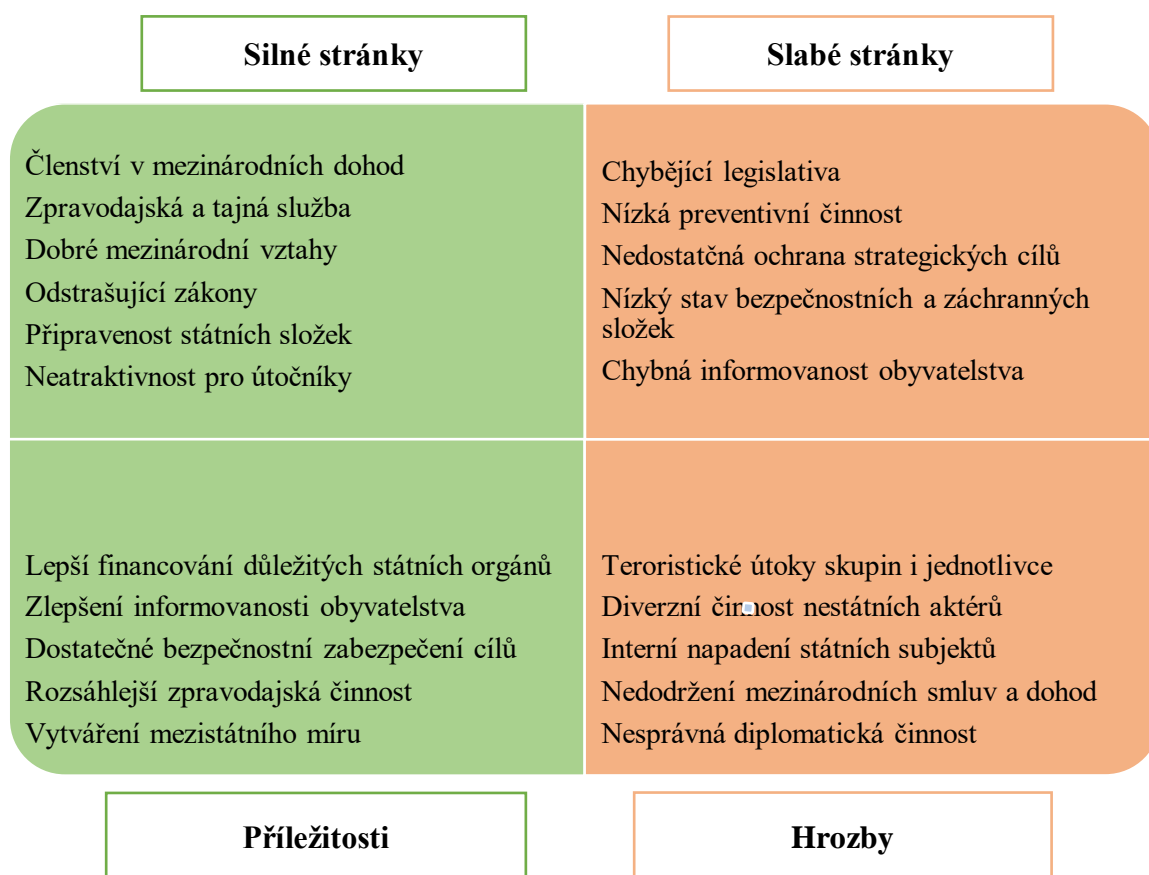 Silné stránky
Slabé stránky
Členství v mezinárodních dohod
Zpravodajská a tajná služba
Dobré mezinárodní vztahy
Odstrašující zákony
Připravenost státních složek
Neatraktivnost pro útočníky
Chybějící legislativa
Nízká preventivní činnost
Nedostatčná ochrana strategických cílů
Nízký stav bezpečnostních a záchranných
složek
Chybná informovanost obyvatelstva
Lepší financování důležitých státních orgánů
Zlepšení informovanosti obyvatelstva
Dostatečné bezpečnostní zabezpečení cílů
Rozsáhlejší zpravodajská činnost
Vytváření mezistátního míru
Teroristické útoky skupin i jednotlivce
Diverzní činnost nestátních aktérů
Interní napadení státních subjektů
Nedodržení mezinárodních smluv a dohod
Nesprávná diplomatická činnost
Příležitosti
Hrozby